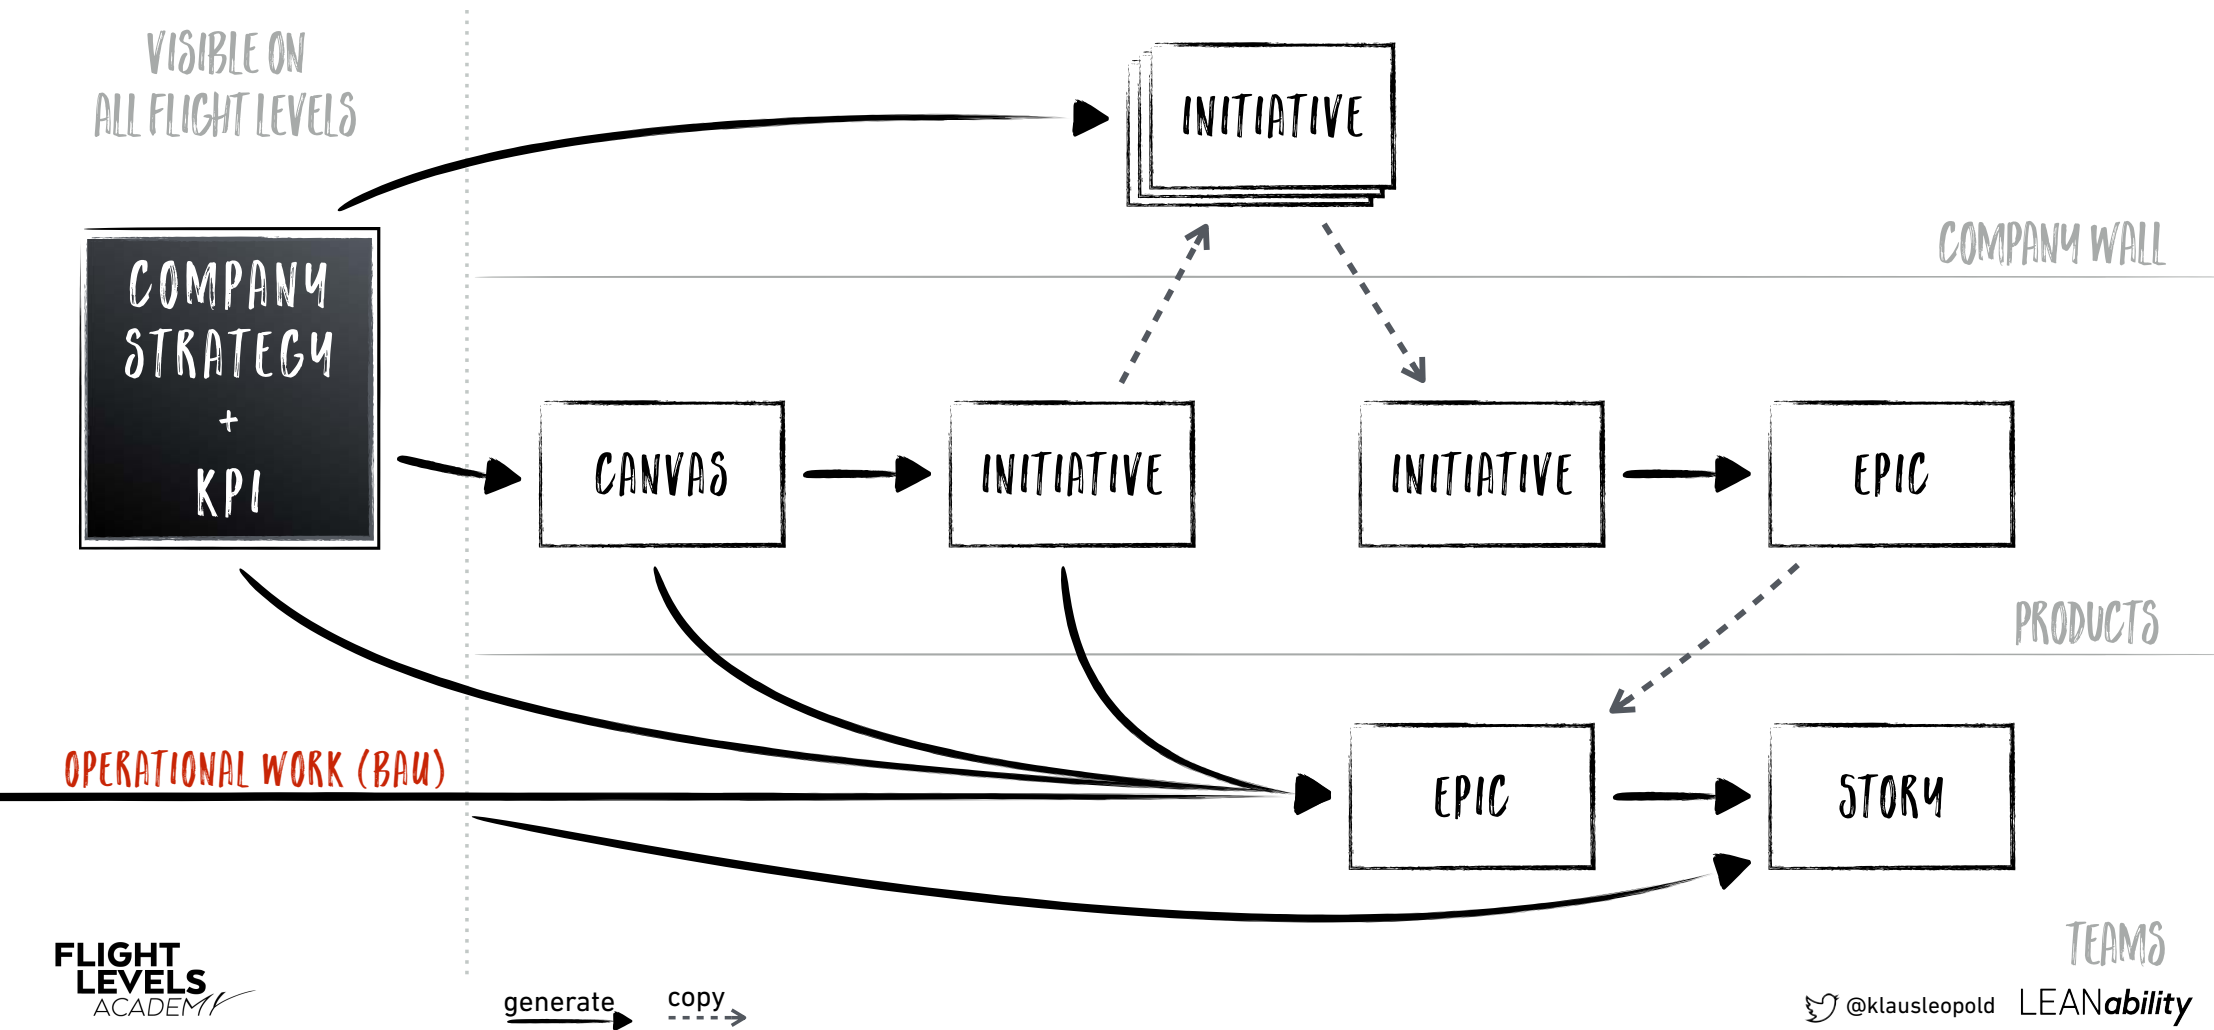 VISIBLE ON
ALL FLIGHT LEVELS
INITIATIVE
COMPANY WALL
COMPANY
STRATEGY
+
KPI
CANVAS
INITIATIVE
INITIATIVE
EPIC
PRODUCTS
OPERATIONAL WORK (BAU)
EPIC
STORY
TEAMS
FLIGHT
LEVELS
ACADEMY
generate
copy
@klausleopold
LEANability